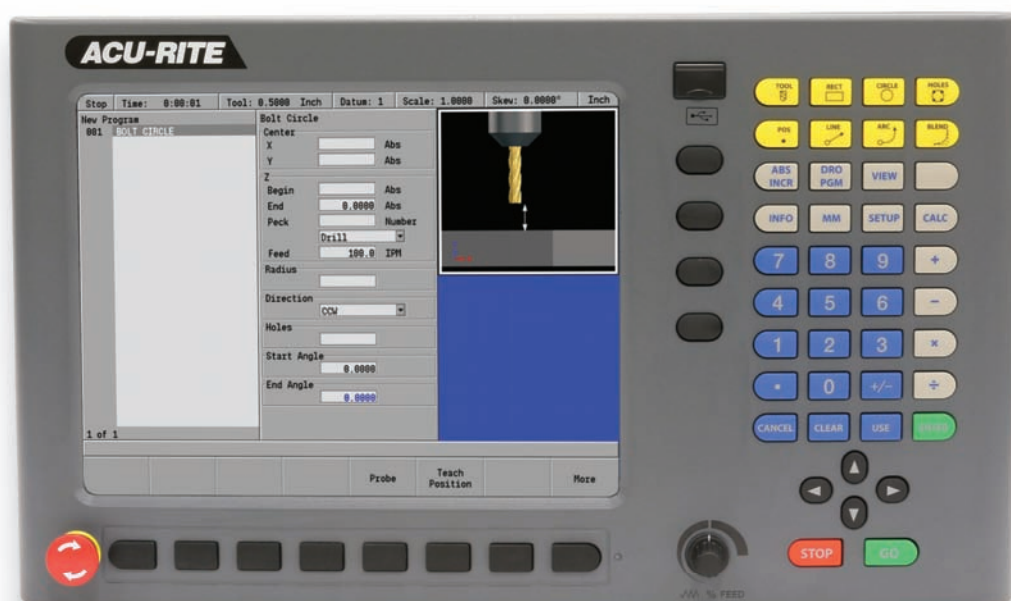 ACU-RITE
Stop Time: 0:00:01 Tool: 0.5000 Inch Datum: 1 Scale: 1.0000 Skew: 0.0000° Inch
New Program
001 BOLT CIRCLE
1 of 1
Bolt Circle
Center
X Abs
Y Abs
Z
Begin Abs
End 0.0000 Abs
Peck Number
Drill
Feed 100.0 IPM
Radius
Direction
CCW
Holes
Start Angle
0.0000
End Angle
0.0000
Probe Teach Position More
TOOL RECT CIRCLE HOLES
POS LINE ARC BLEND
ABS INCR DRO PGM VIEW
INFO MM SETUP CALC
7 8 9 +
4 5 6 −
1 2 3 ×
. 0 +/− ÷
CANCEL CLEAR USE
STOP GO
% FEED